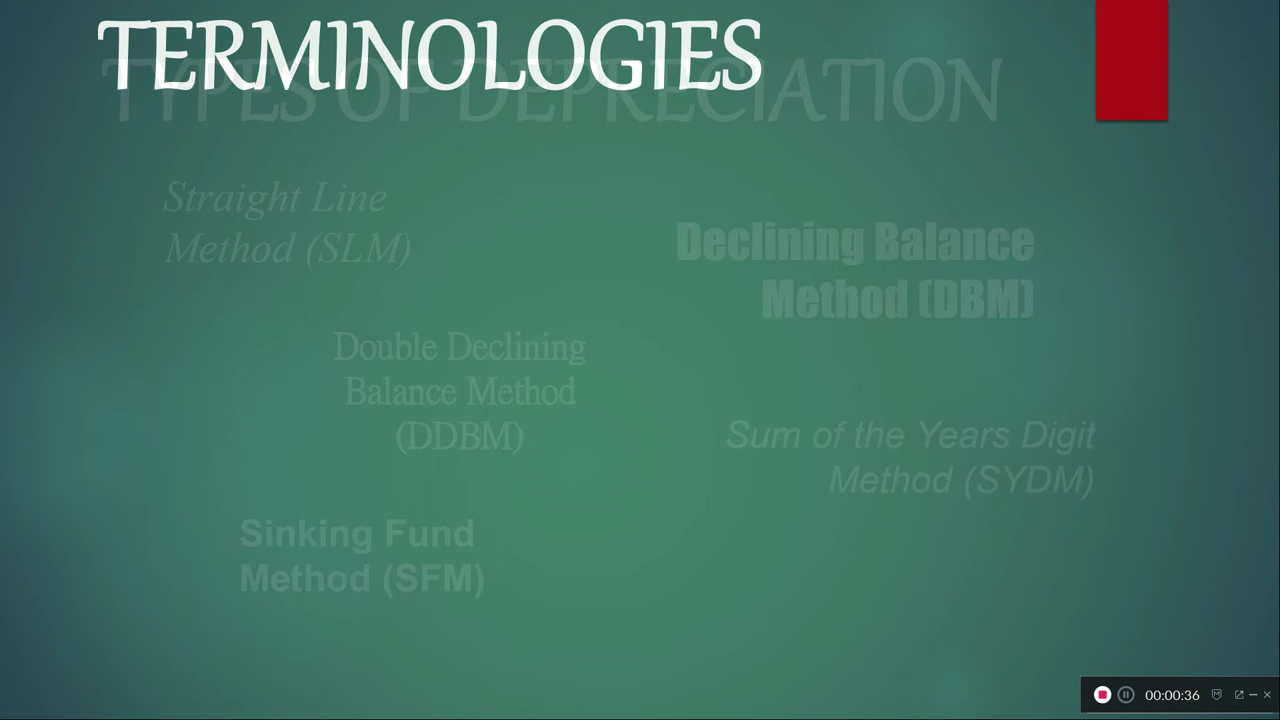 TERMINOLOGIES
TYPES OF DEPRECIATION
Straight Line
Method (SLM)
Declining Balance
Method (DBM)
Double Declining
Balance Method
(DDBM)
Sum of the Years Digit
Method (SYDM)
Sinking Fund
Method (SFM)
00:00:36